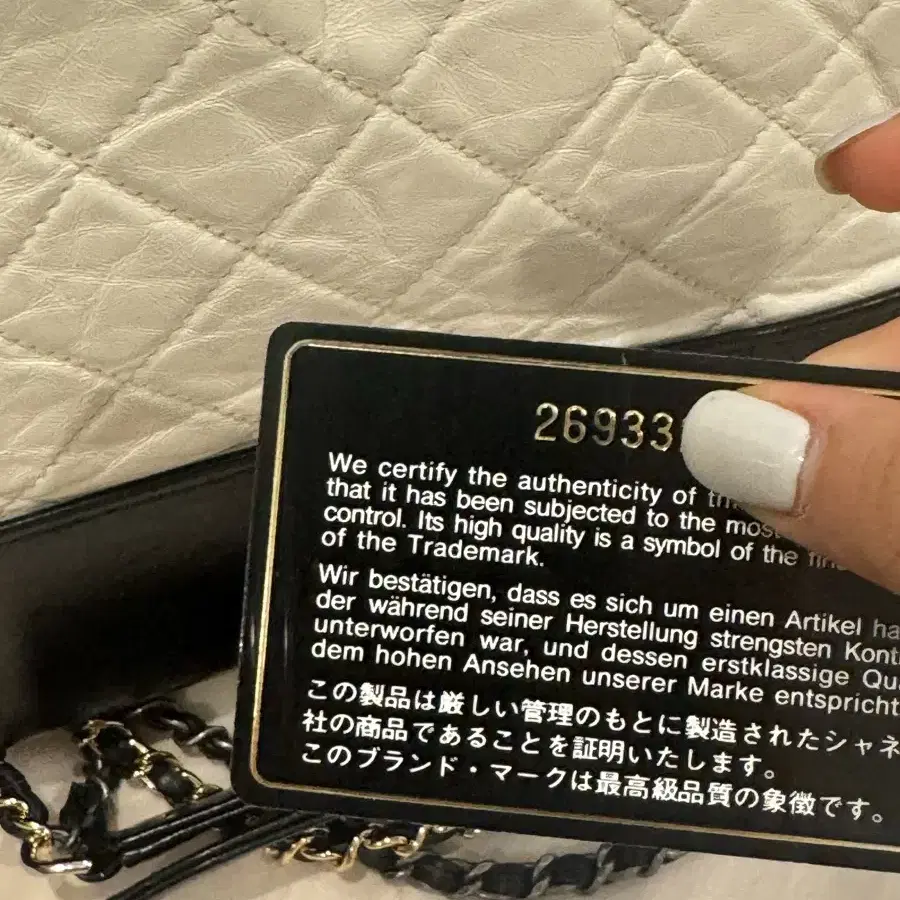 26933
We certify the authenticity of
that it has been subjected to the most
control. Its high quality is a symbol of the
of the Trademark.
Wir bestätigen, dass es sich um einen Artikel
der während seiner Herstellung strengsten
unterworfen war, und dessen erstklassige
dem hohen Ansehen unserer Marke entspricht
この製品は厳しい管理のもとに製造されたシャネ
社の商品であることを証明いたします。
このブランド・マークは最高級品質の象徴です。